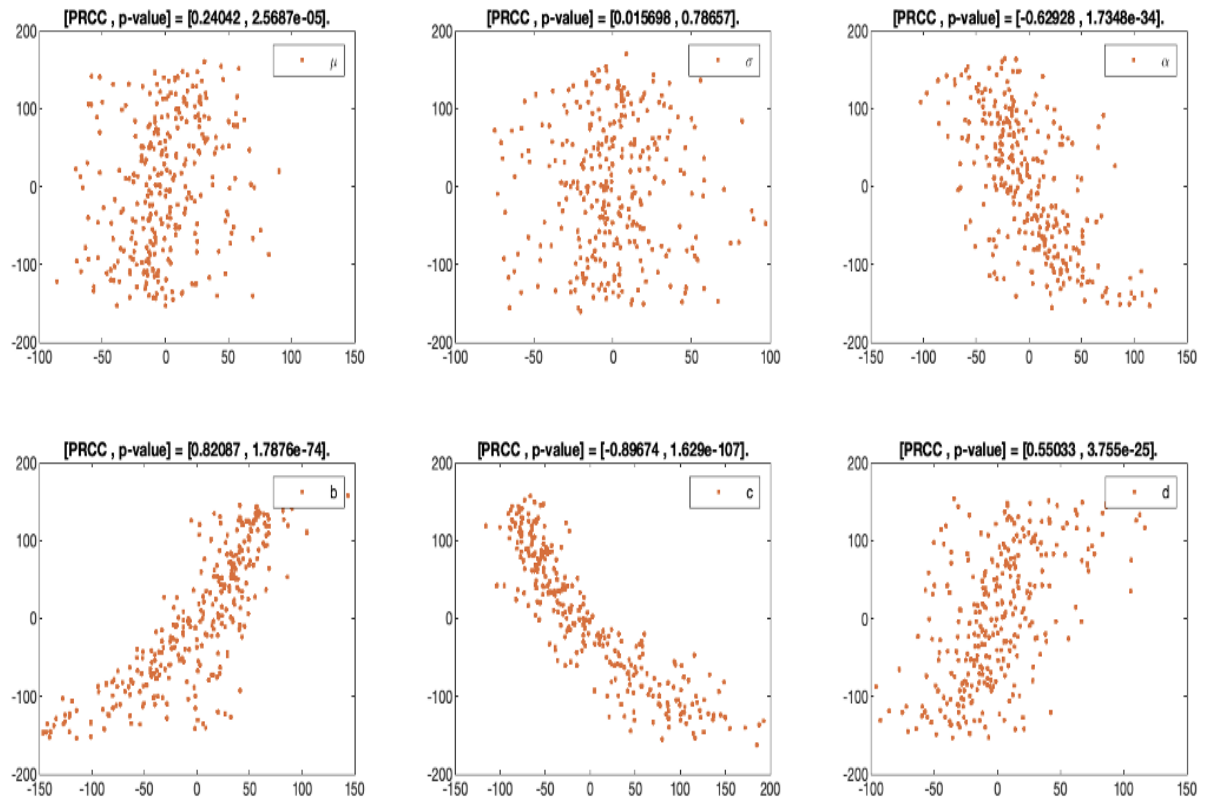 [PRCC , p-value] = [0.24042 , 2.5687e-05].
μ
200
100
0
-100
-200
-100 -50 0 50 100 150
[PRCC , p-value] = [0.015698 , 0.78657].
σ
200
100
0
-100
-200
-100 -50 0 50 100
[PRCC , p-value] = [-0.62928 , 1.7348e-34].
α
200
100
0
-100
-200
-150 -100 -50 0 50 100 150
[PRCC , p-value] = [0.82087 , 1.7876e-74].
b
200
100
0
-100
-200
-150 -100 -50 0 50 100 150
[PRCC , p-value] = [-0.89674 , 1.629e-107].
c
200
100
0
-100
-200
-150 -100 -50 0 50 100 150 200
[PRCC , p-value] = [0.55033 , 3.755e-25].
d
200
100
0
-100
-200
-100 -50 0 50 100 150